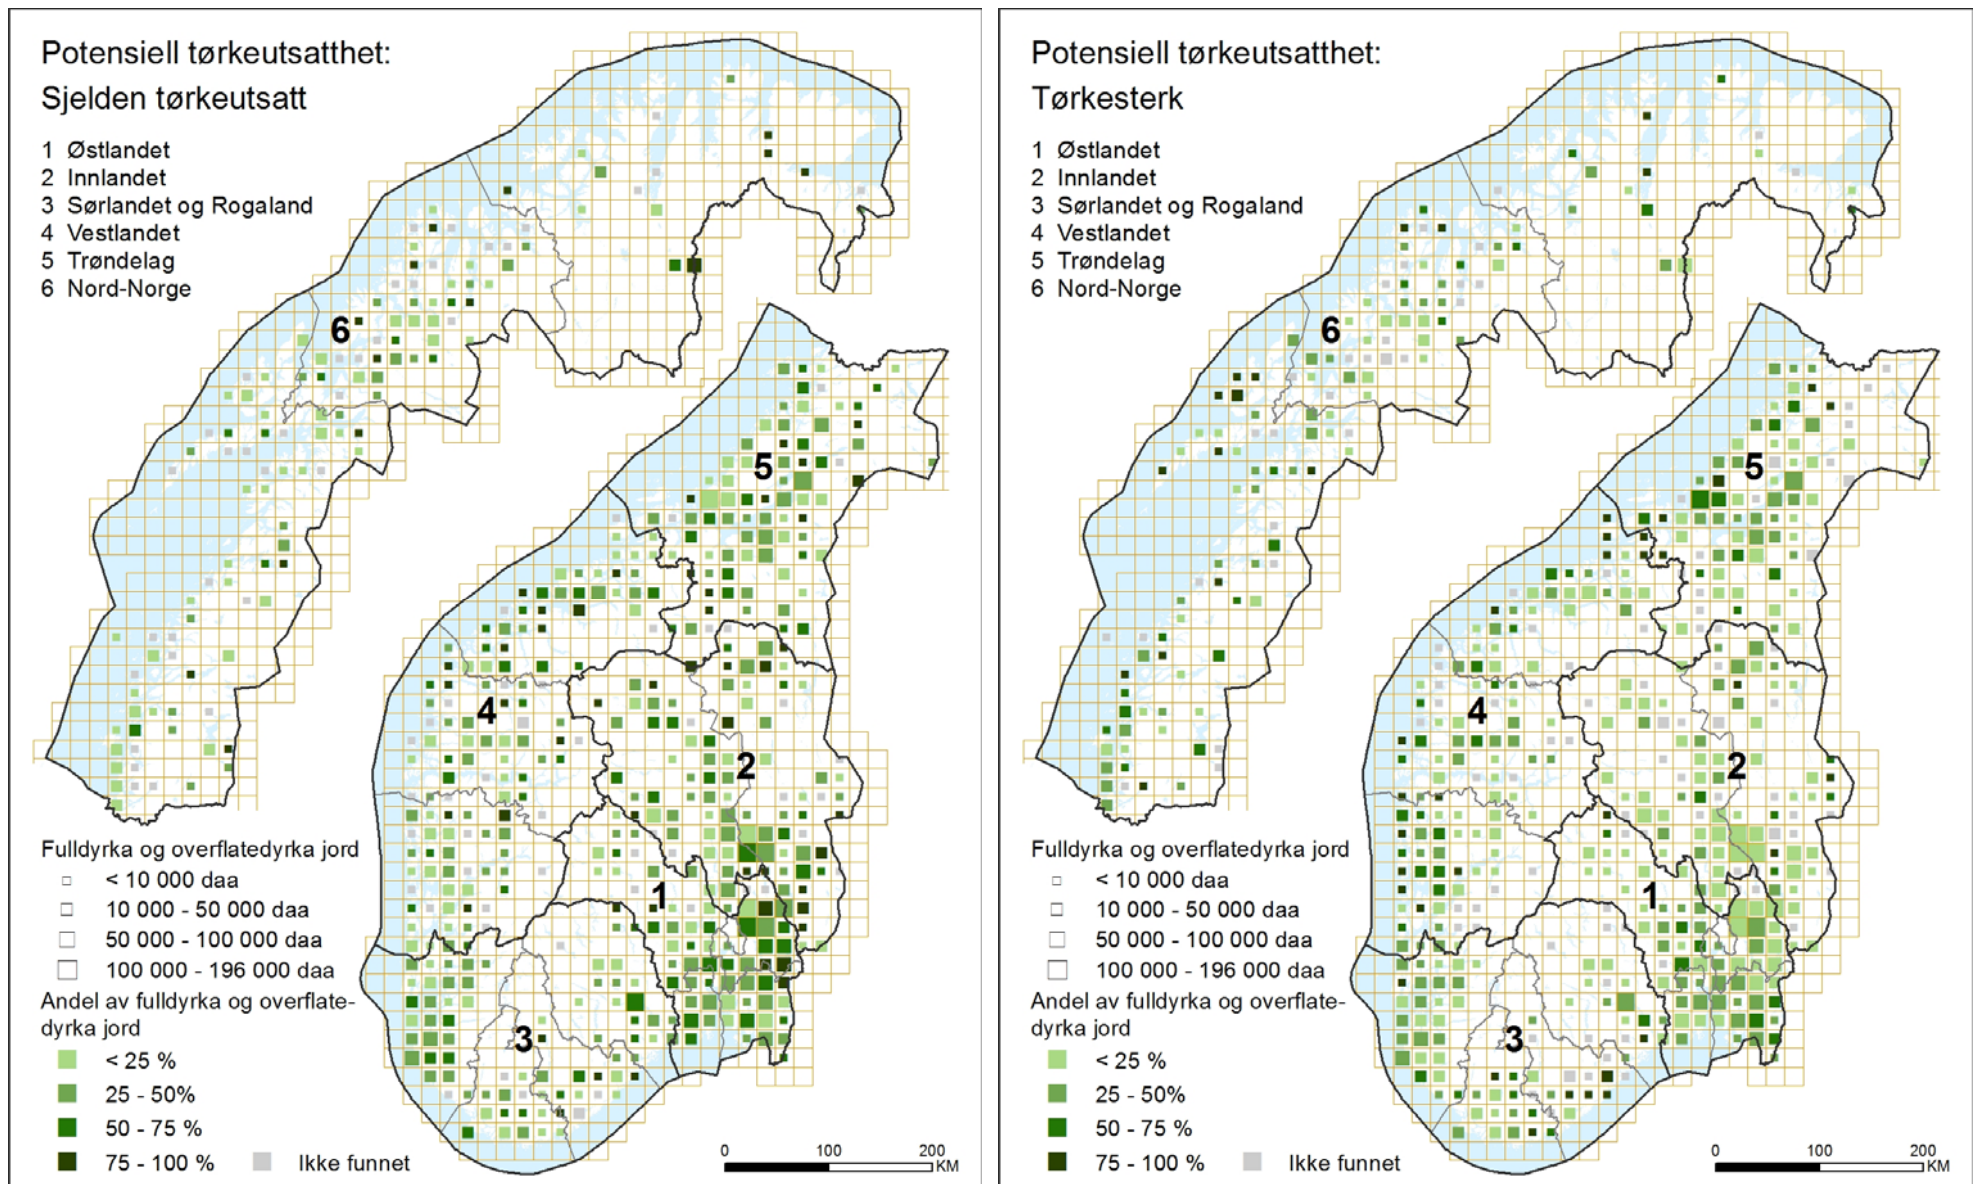 Potensiell tørkeutsatthet:
Sjelden tørkeutsatt
1 Østlandet
2 Innlandet
3 Sørlandet og Rogaland
4 Vestlandet
5 Trøndelag
6 Nord-Norge
6
5
4
2
1
3
Fulldyrka og overflatedyrka jord
< 10 000 daa
10 000 - 50 000 daa
50 000 - 100 000 daa
100 000 - 196 000 daa
Andel av fulldyrka og overflate-
dyrka jord
< 25 %
25 - 50%
50 - 75 %
75 - 100 %
Ikke funnet
0 100 200
KM
Potensiell tørkeutsatthet:
Tørkesterk
1 Østlandet
2 Innlandet
3 Sørlandet og Rogaland
4 Vestlandet
5 Trøndelag
6 Nord-Norge
6
5
4
2
1
3
Fulldyrka og overflatedyrka jord
< 10 000 daa
10 000 - 50 000 daa
50 000 - 100 000 daa
100 000 - 196 000 daa
Andel av fulldyrka og overflate-
dyrka jord
< 25 %
25 - 50%
50 - 75 %
75 - 100 %
Ikke funnet
0 100 200
KM